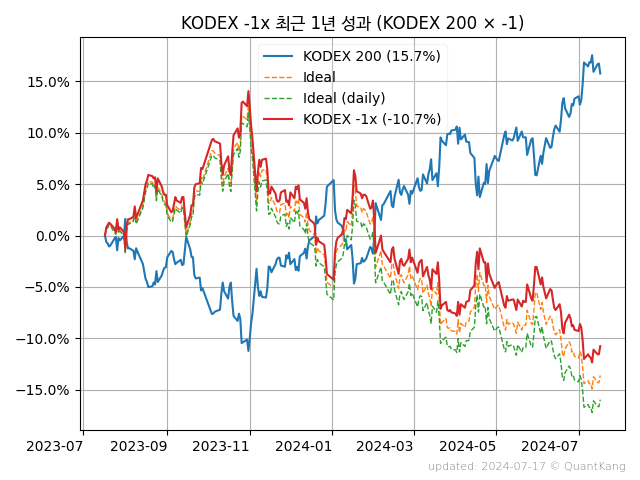 KODEX -1x 최근 1년 성과 (KODEX 200 × -1)
KODEX 200 (15.7%)
Ideal
Ideal (daily)
KODEX -1x (-10.7%)
15.0%
10.0%
5.0%
0.0%
−5.0%
−10.0%
−15.0%
2023-07 2023-09 2023-11 2024-01 2024-03 2024-05 2024-07
updated: 2024-07-17 © QuantKang